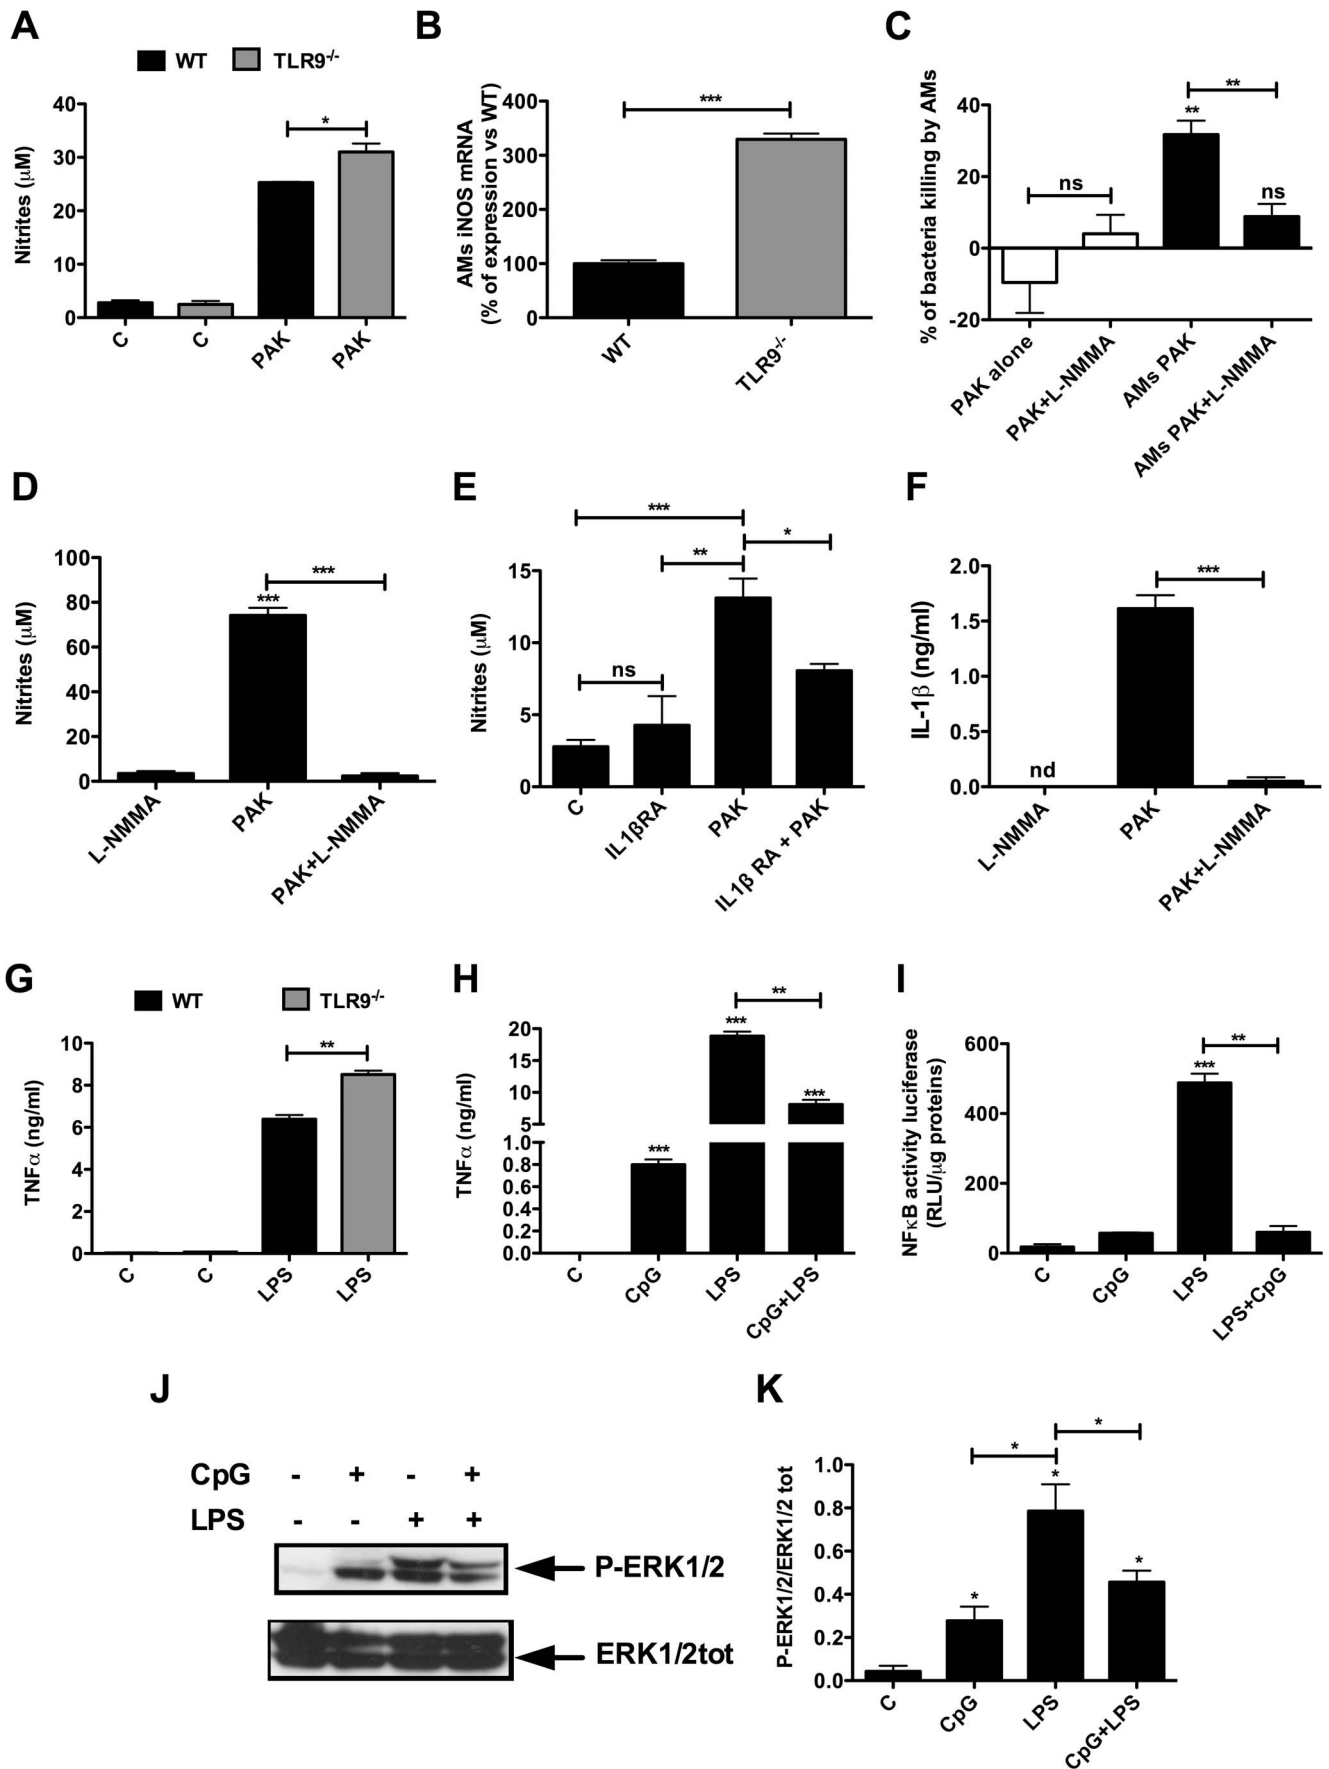 A
WT TLR9-/-
Nitrites (µM)
40
30
20
10
0
*
C C PAK PAK
B
AMs iNOS mRNA
(% of expression vs WT)
400
300
200
100
0
***
WT TLR9-/-
C
% of bacteria killing by AMs
40
20
0
-20
ns
**
**
ns
PAK alone PAK+L-NMMA AMs PAK AMs PAK+L-NMMA
D
Nitrites (µM)
100
80
60
40
20
0
***
***
L-NMMA PAK PAK+L-NMMA
E
Nitrites (µM)
15
10
5
0
***
**
*
ns
C IL1βRA PAK IL1β RA + PAK
F
IL-1β (ng/ml)
2.0
1.5
1.0
0.5
0.0
***
nd
L-NMMA PAK PAK+L-NMMA
G
WT TLR9-/-
TNFα (ng/ml)
10
8
6
4
2
0
**
C C LPS LPS
H
TNFα (ng/ml)
20
15
10
5
1.0
0.8
0.6
0.4
0.2
0.0
**
***
***
***
C CpG LPS CpG+LPS
I
NFκB activity luciferase
(RLU/µg proteins)
600
400
200
0
**
***
C CpG LPS LPS+CpG
J
CpG - + - +
LPS - - + +
P-ERK1/2
ERK1/2tot
K
P-ERK1/2/ERK1/2 tot
1.0
0.8
0.6
0.4
0.2
0.0
*
*
*
*
*
C CpG LPS CpG+LPS